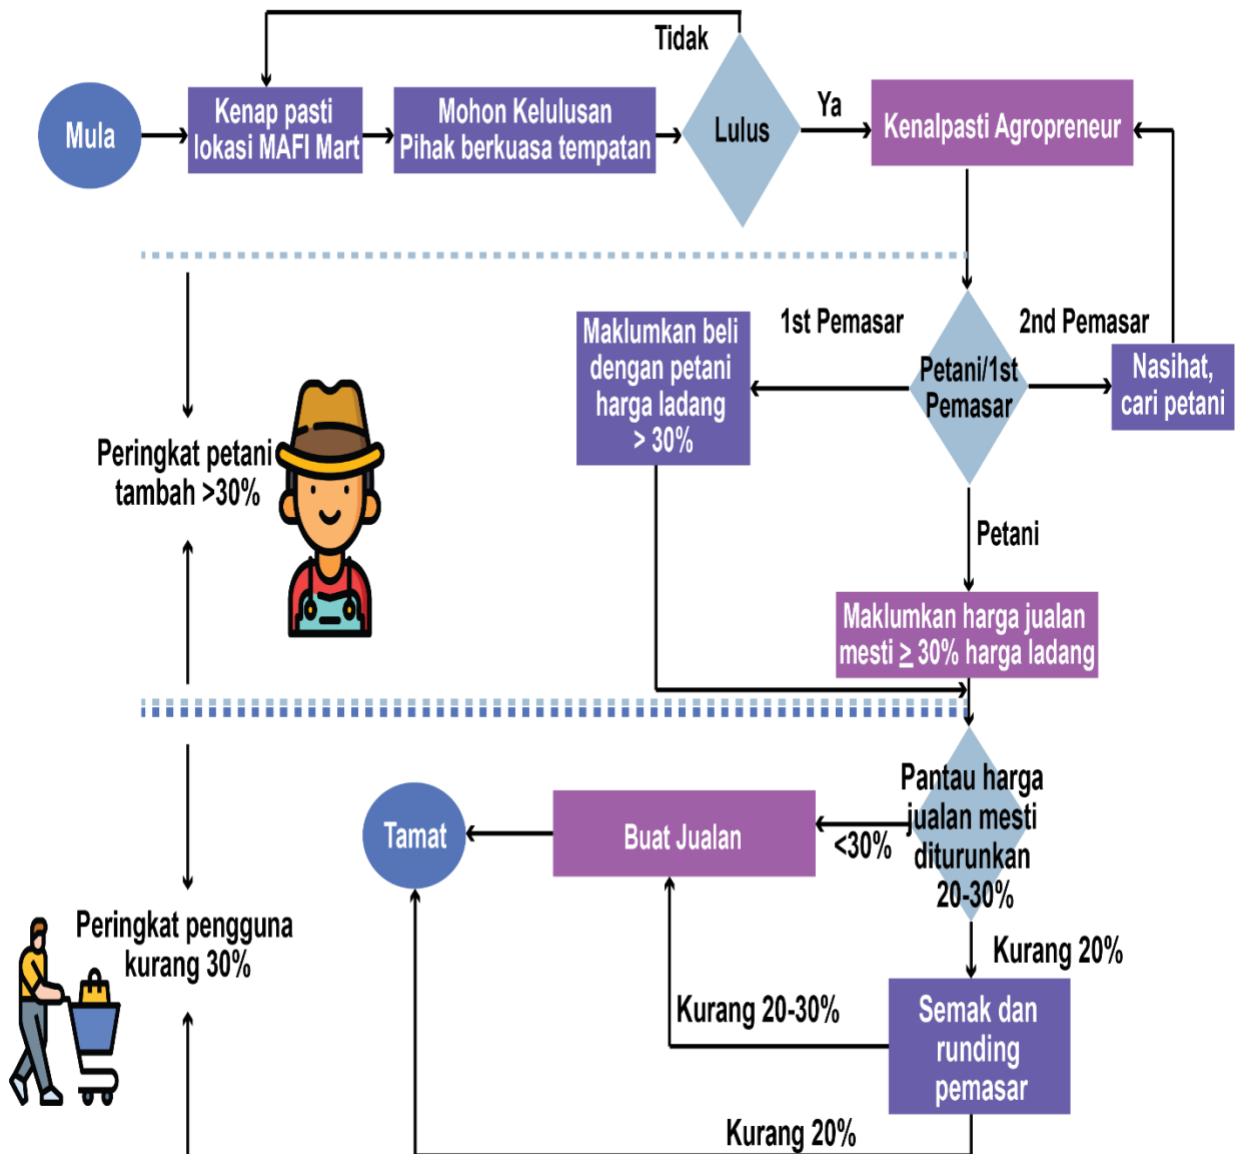 Tidak
Mula
Kenap pasti
lokasi MAFI Mart
Mohon Kelulusan
Pihak berkuasa tempatan
Lulus
Ya
Kenalpasti Agropreneur
1st Pemasar
2nd Pemasar
Maklumkan beli
dengan petani
harga ladang
> 30%
Petani/1st
Pemasar
Nasihat,
cari petani
Peringkat petani
tambah >30%
Petani
Maklumkan harga jualan
mesti ≥ 30% harga ladang
Pantau harga
jualan mesti
diturunkan
20-30%
<30%
Buat Jualan
Tamat
Peringkat pengguna
kurang 30%
Kurang 20%
Kurang 20-30%
Semak dan
runding
pemasar
Kurang 20%